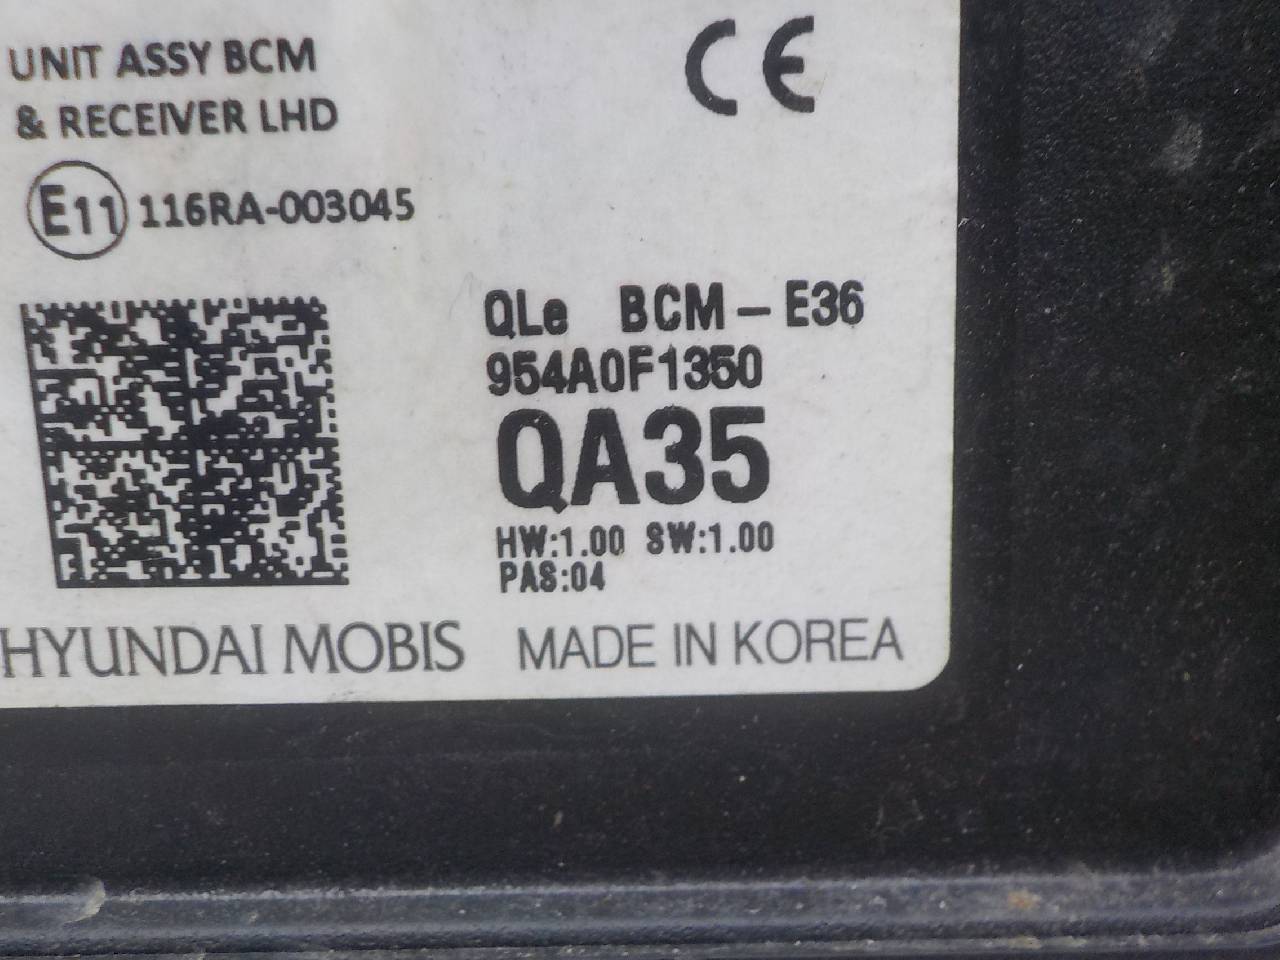 UNIT ASSY BCM
& RECEIVER LHD
CE
E11 116RA-003045
QLe BCM - E36
954A0F1350
QA35
HW:1.00 SW:1.00
PAS:04
HYUNDAI MOBIS MADE IN KOREA